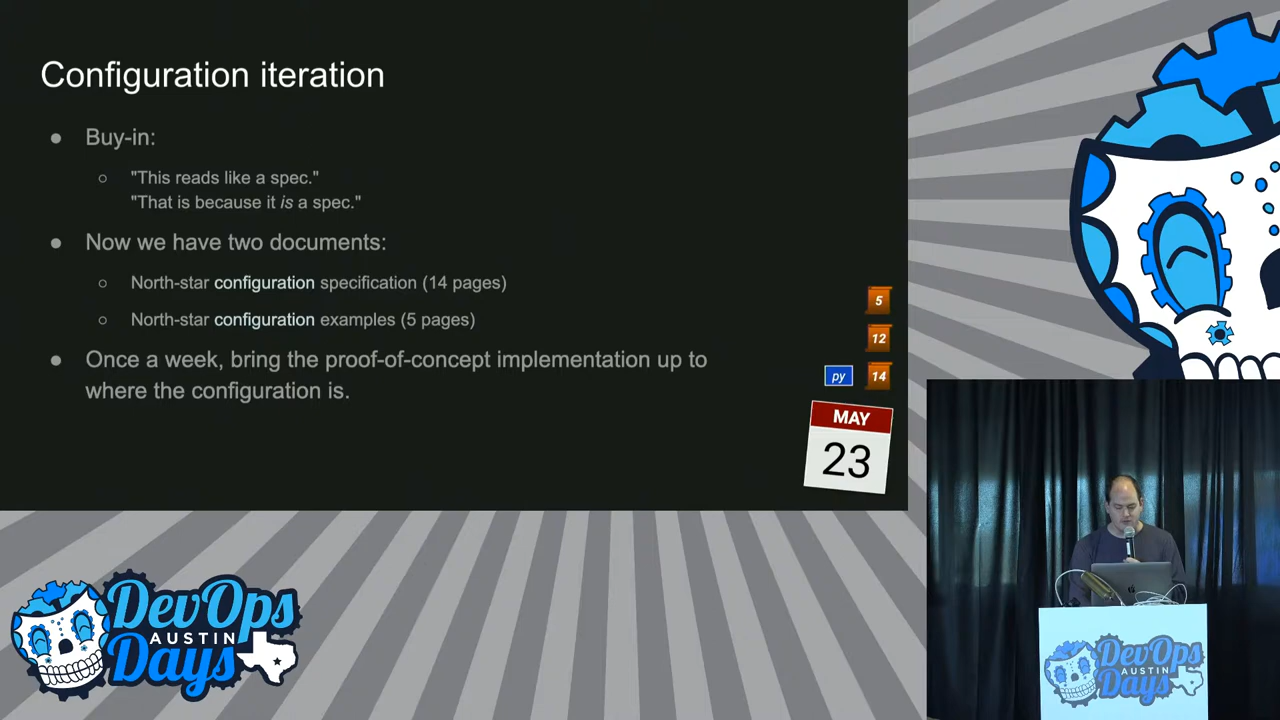 Configuration iteration
● Buy-in:
○ "This reads like a spec."
"That is because it is a spec."
● Now we have two documents:
○ North-star configuration specification (14 pages)
○ North-star configuration examples (5 pages)
● Once a week, bring the proof-of-concept implementation up to
where the configuration is.
5
12
py 14
MAY
23
DevOps
AUSTIN
Days
DevOps
AUSTIN
Days